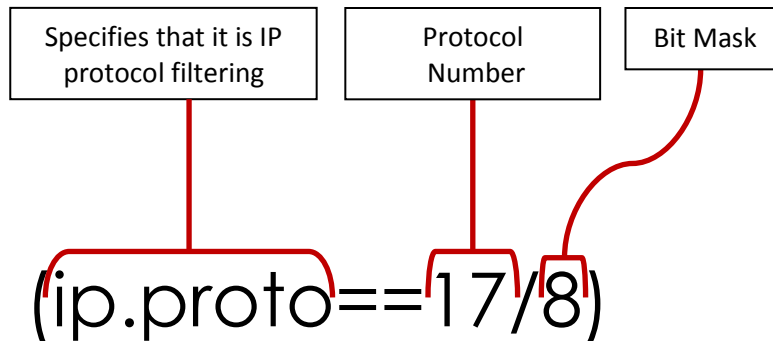 Specifies that it is IP
protocol filtering
Protocol
Number
Bit Mask
(ip.proto==17/8)